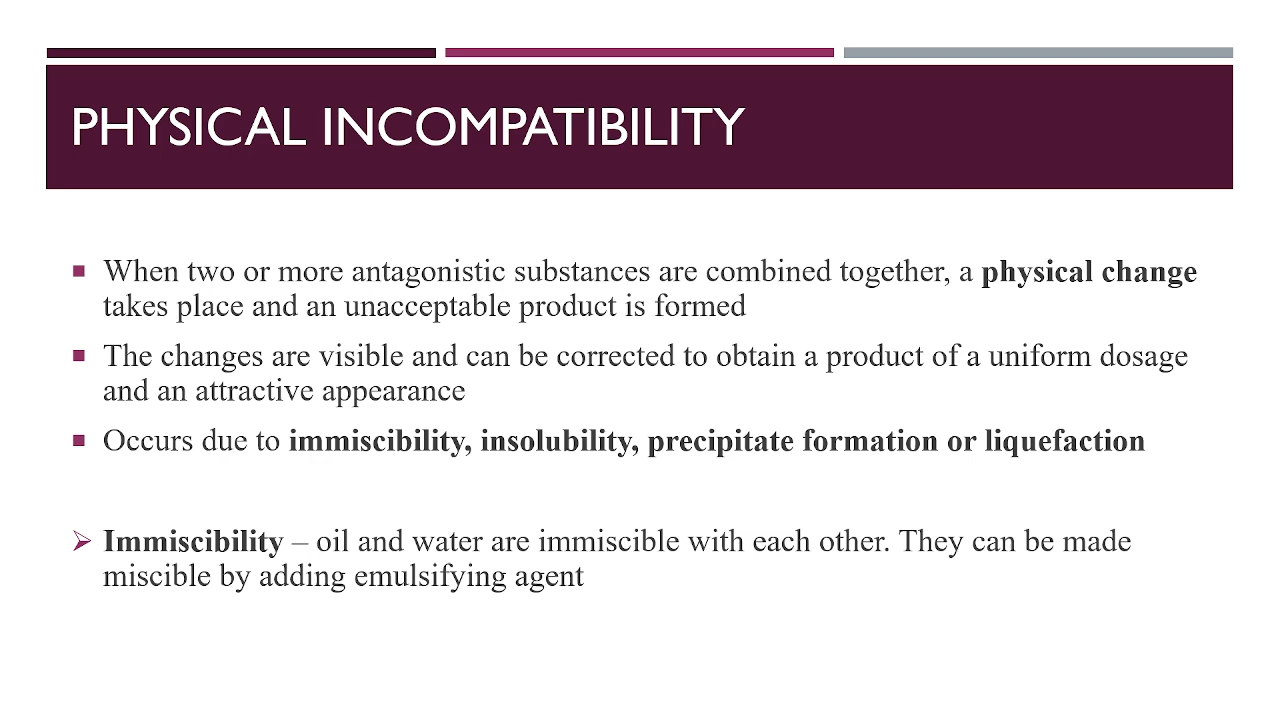 PHYSICAL INCOMPATIBILITY
When two or more antagonistic substances are combined together, a physical change
takes place and an unacceptable product is formed
The changes are visible and can be corrected to obtain a product of a uniform dosage
and an attractive appearance
Occurs due to immiscibility, insolubility, precipitate formation or liquefaction
Immiscibility – oil and water are immiscible with each other. They can be made
miscible by adding emulsifying agent